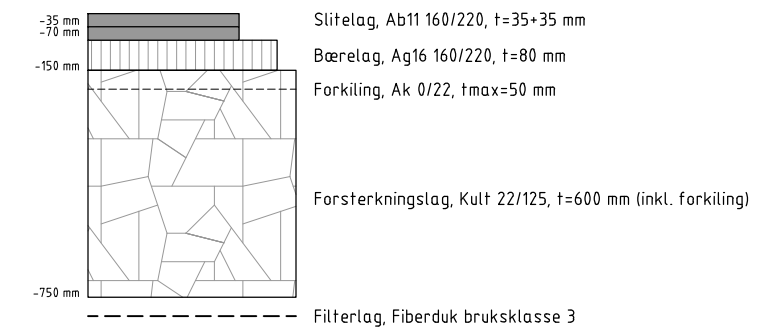 -35 mm
-70 mm
Slitelag, Ab11 160/220, t=35+35 mm
Bærelag, Ag16 160/220, t=80 mm
-150 mm
Forkiling, Ak 0/22, tmax=50 mm
Forsterkningslag, Kult 22/125, t=600 mm (inkl. forkiling)
-750 mm
Filterlag, Fiberduk bruksklasse 3